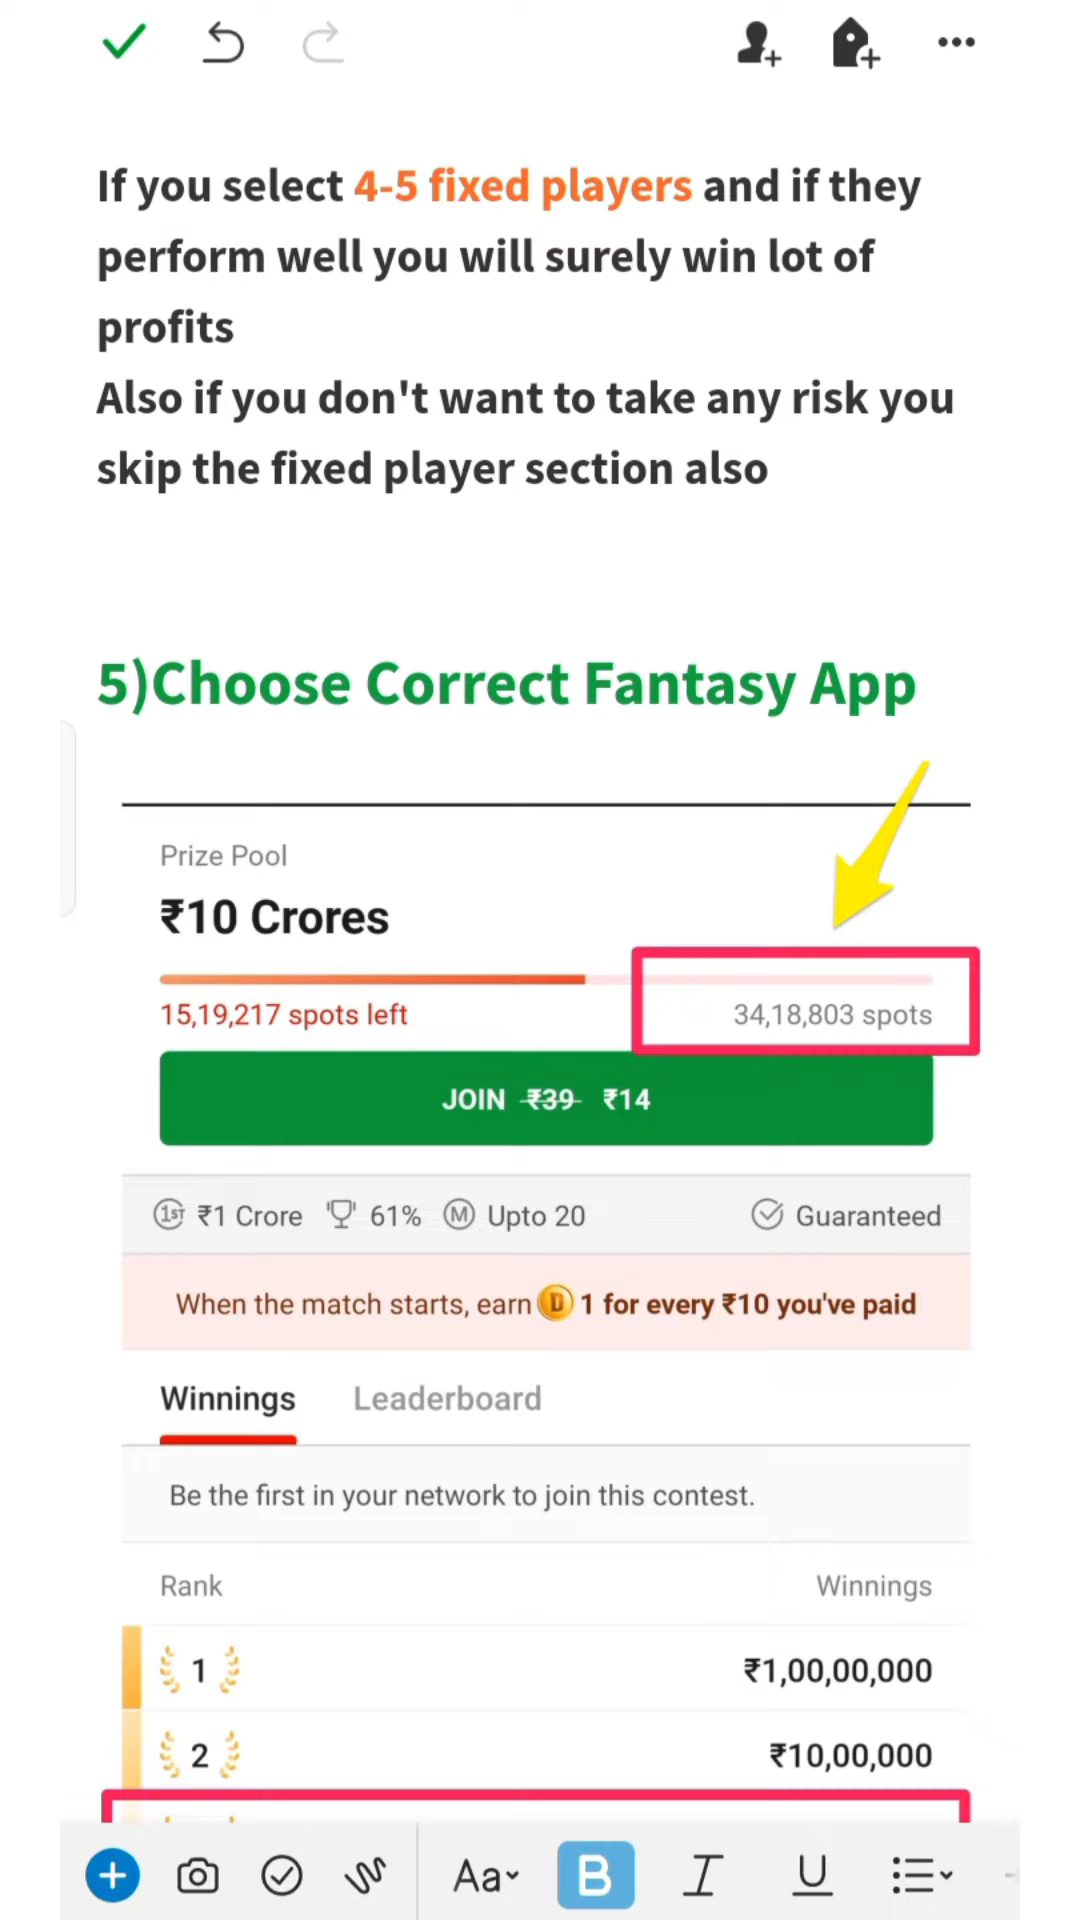 If you select 4-5 fixed players and if they
perform well you will surely win lot of
profits
Also if you don't want to take any risk you
skip the fixed player section also
5)Choose Correct Fantasy App
Prize Pool
₹10 Crores
15,19,217 spots left 34,18,803 spots
JOIN ₹39 ₹14
1ST ₹1 Crore 61% M Upto 20 Guaranteed
When the match starts, earn D 1 for every ₹10 you've paid
Winnings Leaderboard
Be the first in your network to join this contest.
Rank Winnings
1 ₹1,00,00,000
2 ₹10,00,000
Aa B I U